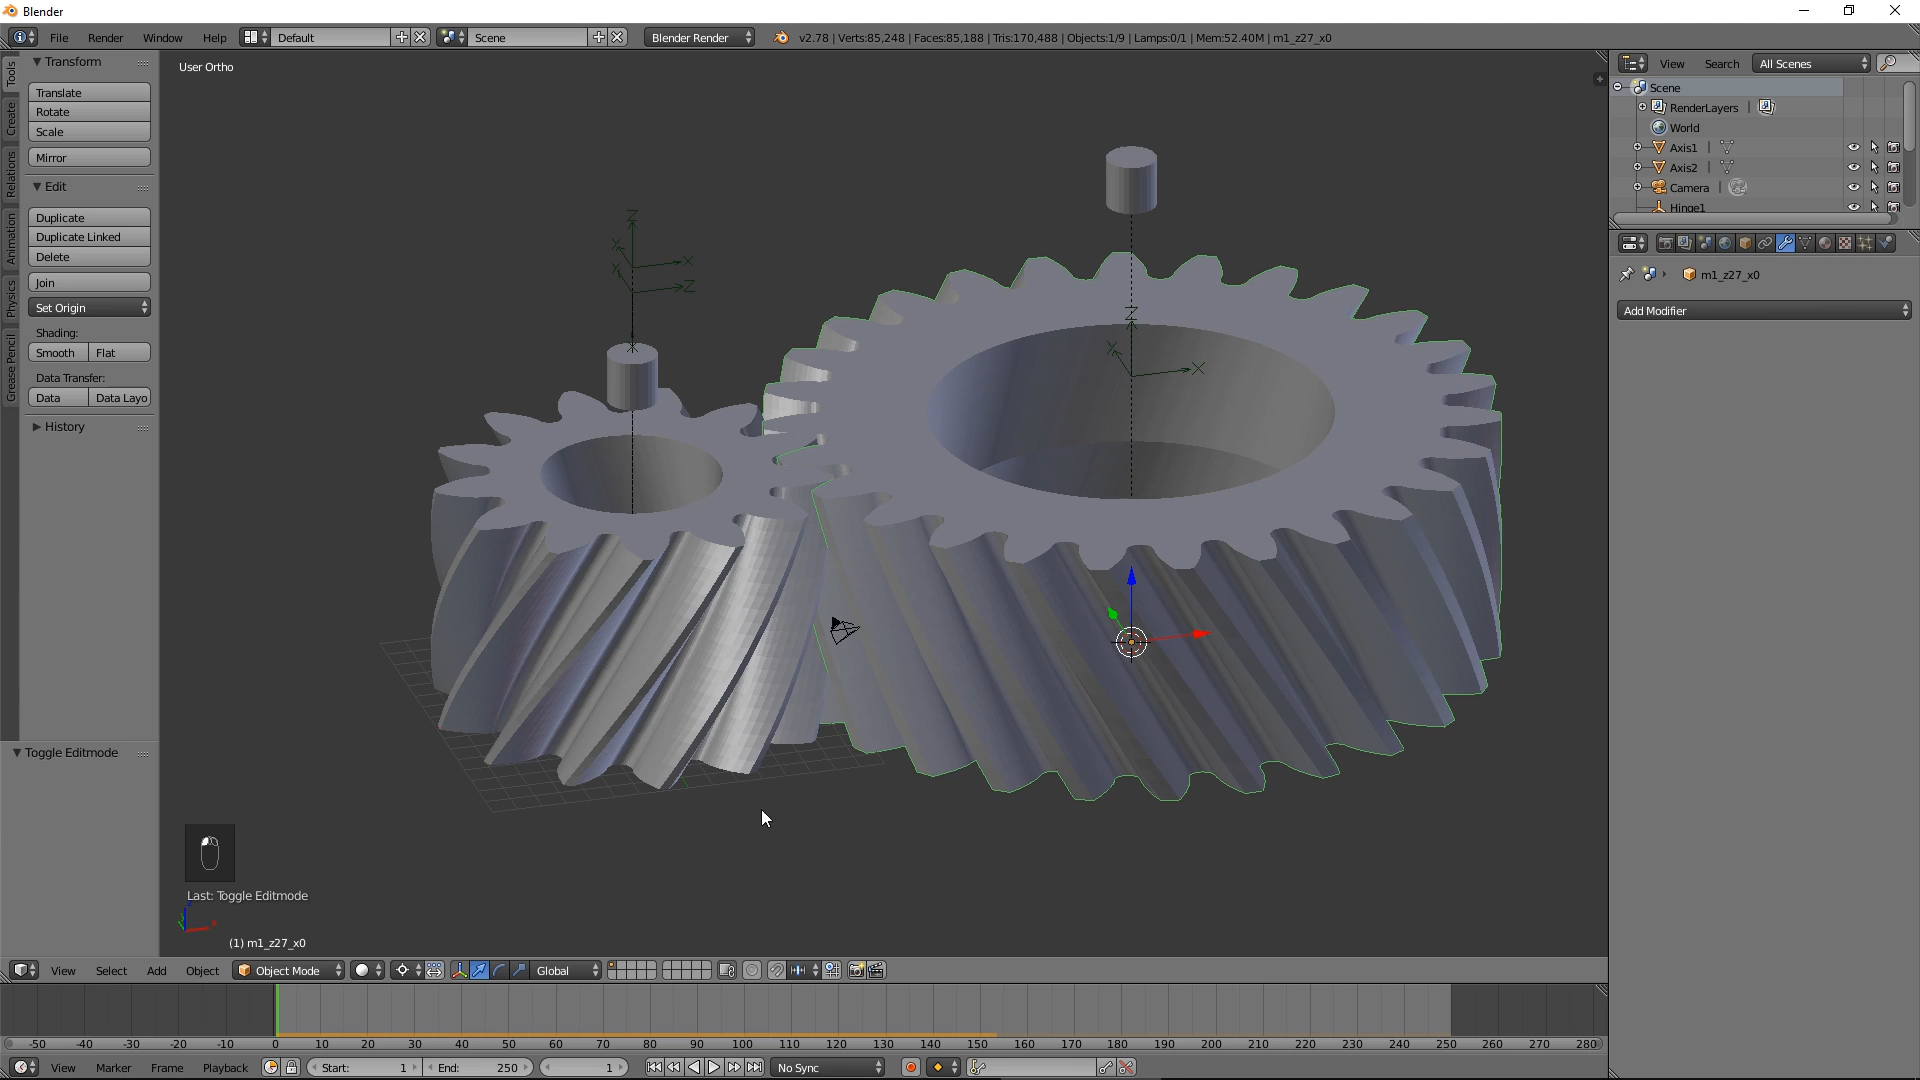 Blender
File Render Window Help Default Scene Blender Render v2.78 | Verts:85,248 | Faces:85,188 | Tris:170,488 | Objects:1/9 | Lamps:0/1 | Mem:52.40M | m1_z27_x0
Tools
Create
Relations
Animation
Physics
Grease Pencil
Transform
Translate
Rotate
Scale
Mirror
Edit
Duplicate
Duplicate Linked
Delete
Join
Set Origin
Shading:
Smooth Flat
Data Transfer:
Data Data Layo
History
Toggle Editmode
User Ortho
Z
Y
X
X
Z
Z
Y
X
Last: Toggle Editmode
(1) m1_z27_x0
View Search All Scenes
Scene
RenderLayers |
World
Axis1 |
Axis2 |
Camera |
Hinge1
m1_z27_x0
Add Modifier
View Select Add Object Object Mode Global
-50 -40 -30 -20 -10 0 10 20 30 40 50 60 70 80 90 100 110 120 130 140 150 160 170 180 190 200 210 220 230 240 250 260 270 280
View Marker Frame Playback Start: 1 End: 250 1 No Sync